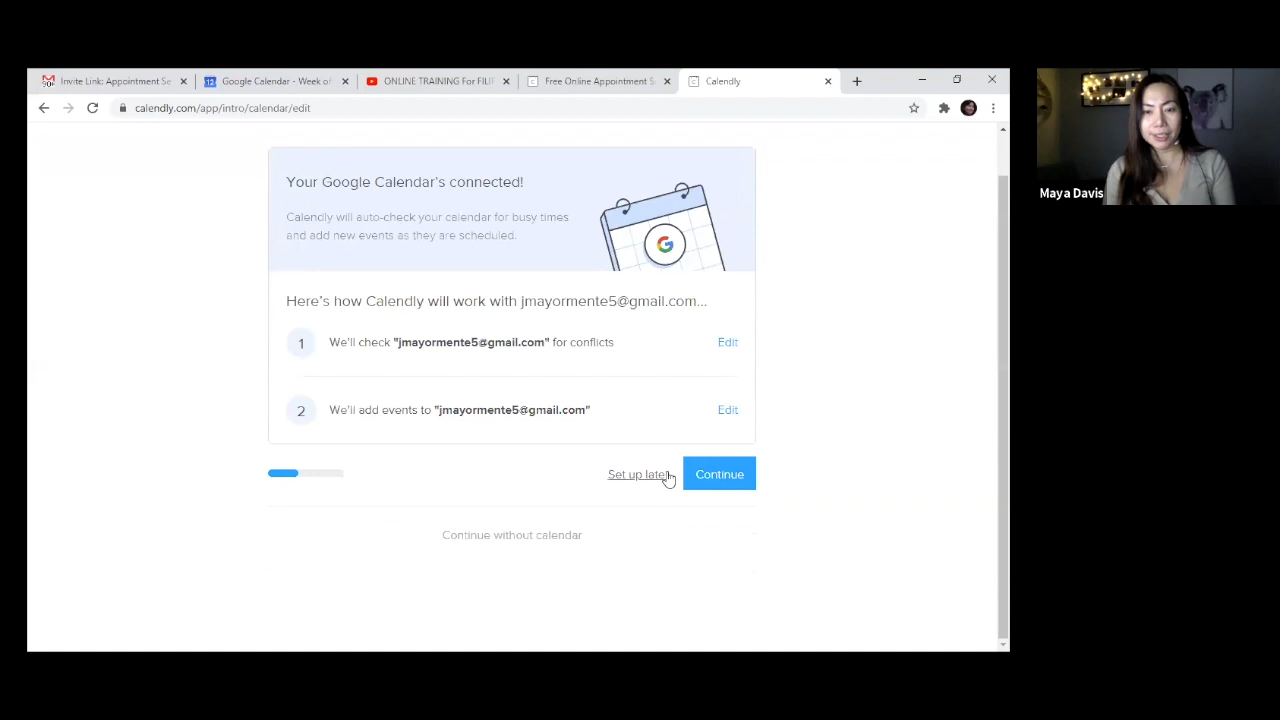 Invite Link: Appointment Se
Google Calendar - Week of
ONLINE TRAINING For FILIF
Free Online Appointment S
Calendly
calendly.com/app/intro/calendar/edit
Your Google Calendar's connected!
Calendly will auto-check your calendar for busy times
and add new events as they are scheduled.
Here's how Calendly will work with jmayormente5@gmail.com...
1
We'll check "jmayormente5@gmail.com" for conflicts
Edit
2
We'll add events to "jmayormente5@gmail.com"
Edit
Set up later
Continue
Continue without calendar
Maya Davis